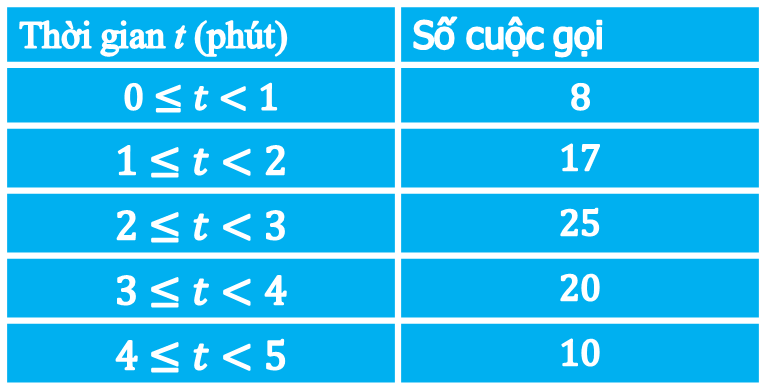 Thời gian t (phút) Số cuộc gọi
0 ≤ t < 1 8
1 ≤ t < 2 17
2 ≤ t < 3 25
3 ≤ t < 4 20
4 ≤ t < 5 10